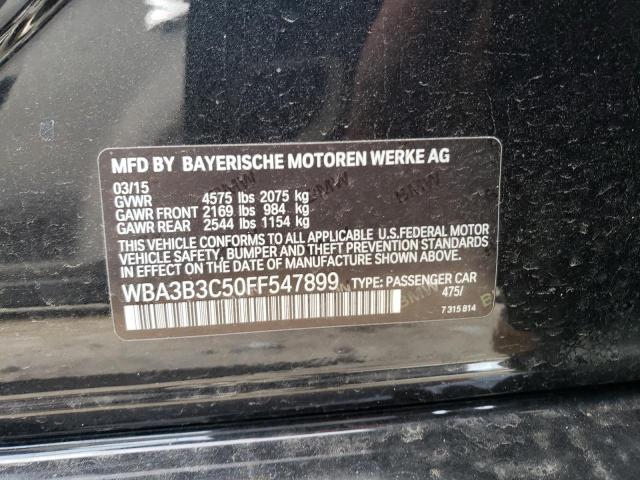 MFD BY BAYERISCHE MOTOREN WERKE AG
03/15
GVWR 4575 lbs 2075 kg
GAWR FRONT 2169 lbs 984 kg
GAWR REAR 2544 lbs 1154 kg
THIS VEHICLE CONFORMS TO ALL APPLICABLE U.S.FEDERAL MOTOR
VEHICLE SAFETY, BUMPER AND THEFT PREVENTION STANDARDS
IN EFFECT ON THE DATE OF MANUFACTURE SHOWN ABOVE.
WBA3B3C50FF547899 TYPE: PASSENGER CAR
475/
7 315 814